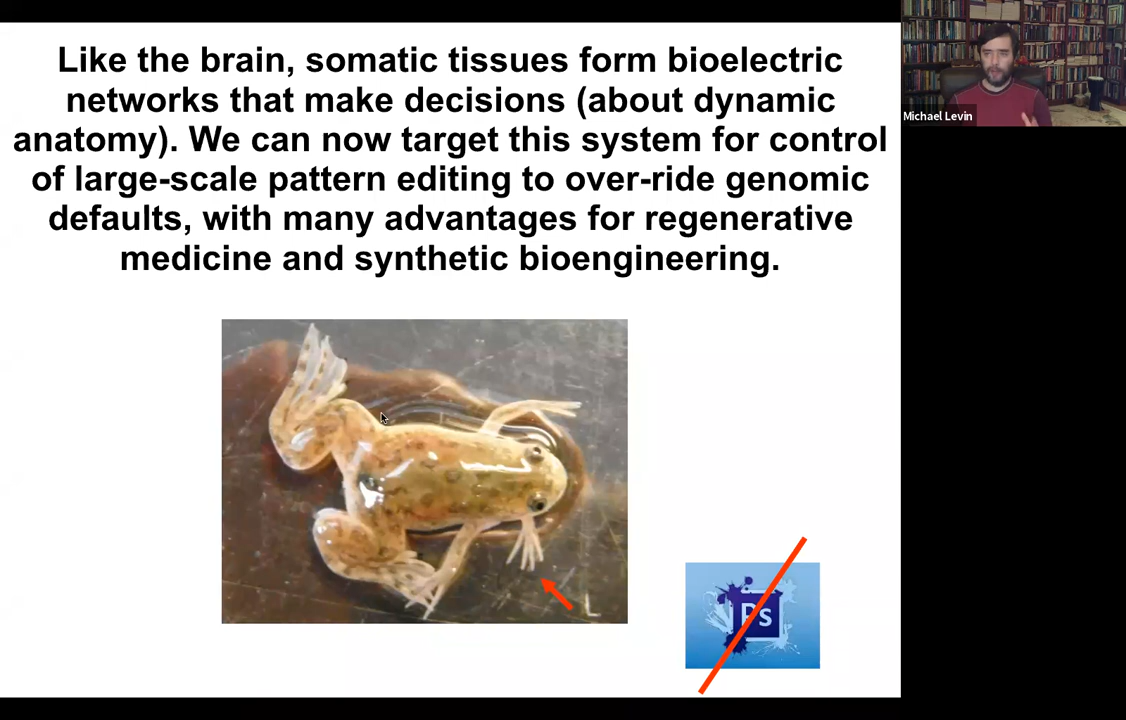 Like the brain, somatic tissues form bioelectric
networks that make decisions (about dynamic
anatomy). We can now target this system for control
of large-scale pattern editing to over-ride genomic
defaults, with many advantages for regenerative
medicine and synthetic bioengineering.
Michael Levin
Ps